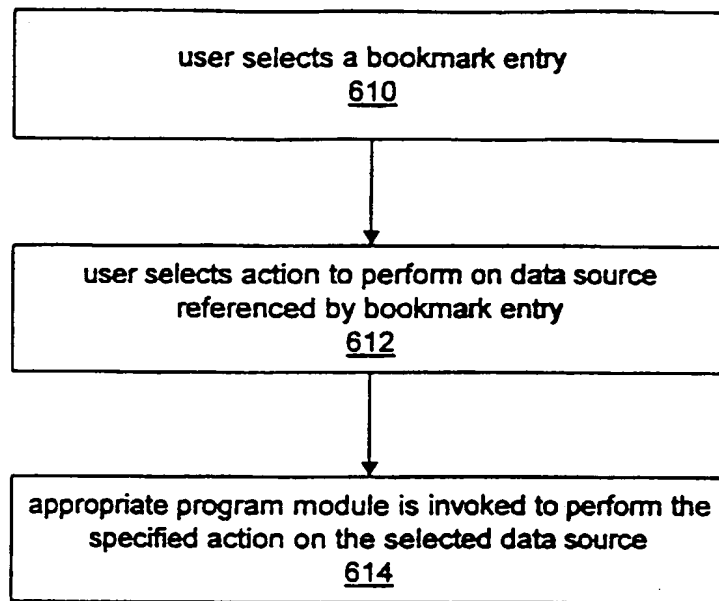 user selects a bookmark entry
610
user selects action to perform on data source
referenced by bookmark entry
612
appropriate program module is invoked to perform the
specified action on the selected data source
614